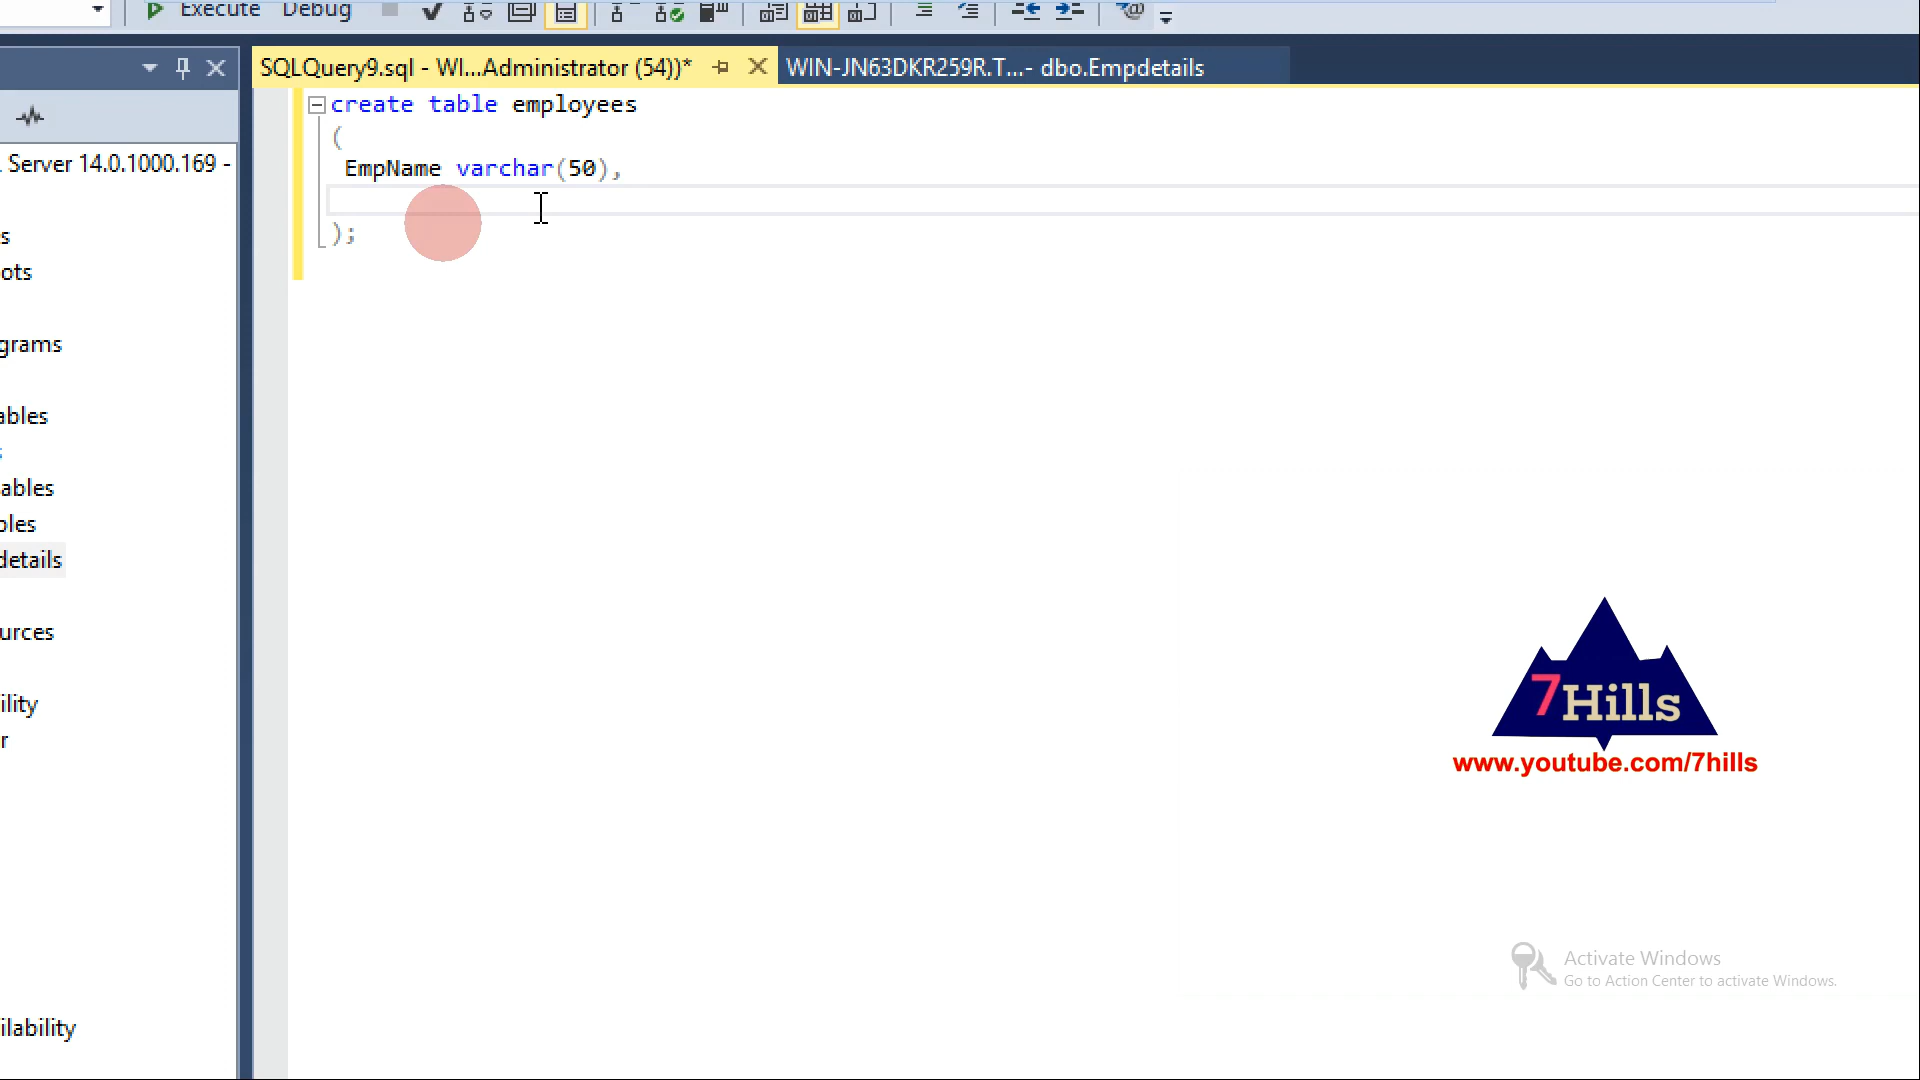 Execute Debug
SQLQuery9.sql - WI...Administrator (54))*
WIN-JN63DKR259R.T...- dbo.Empdetails
Server 14.0.1000.169 -
create table employees
(
EmpName varchar(50),
);
s
ots
grams
ables
ables
bles
details
urces
ility
r
ilability
7Hills
www.youtube.com/7hills
Activate Windows
Go to Action Center to activate Windows.